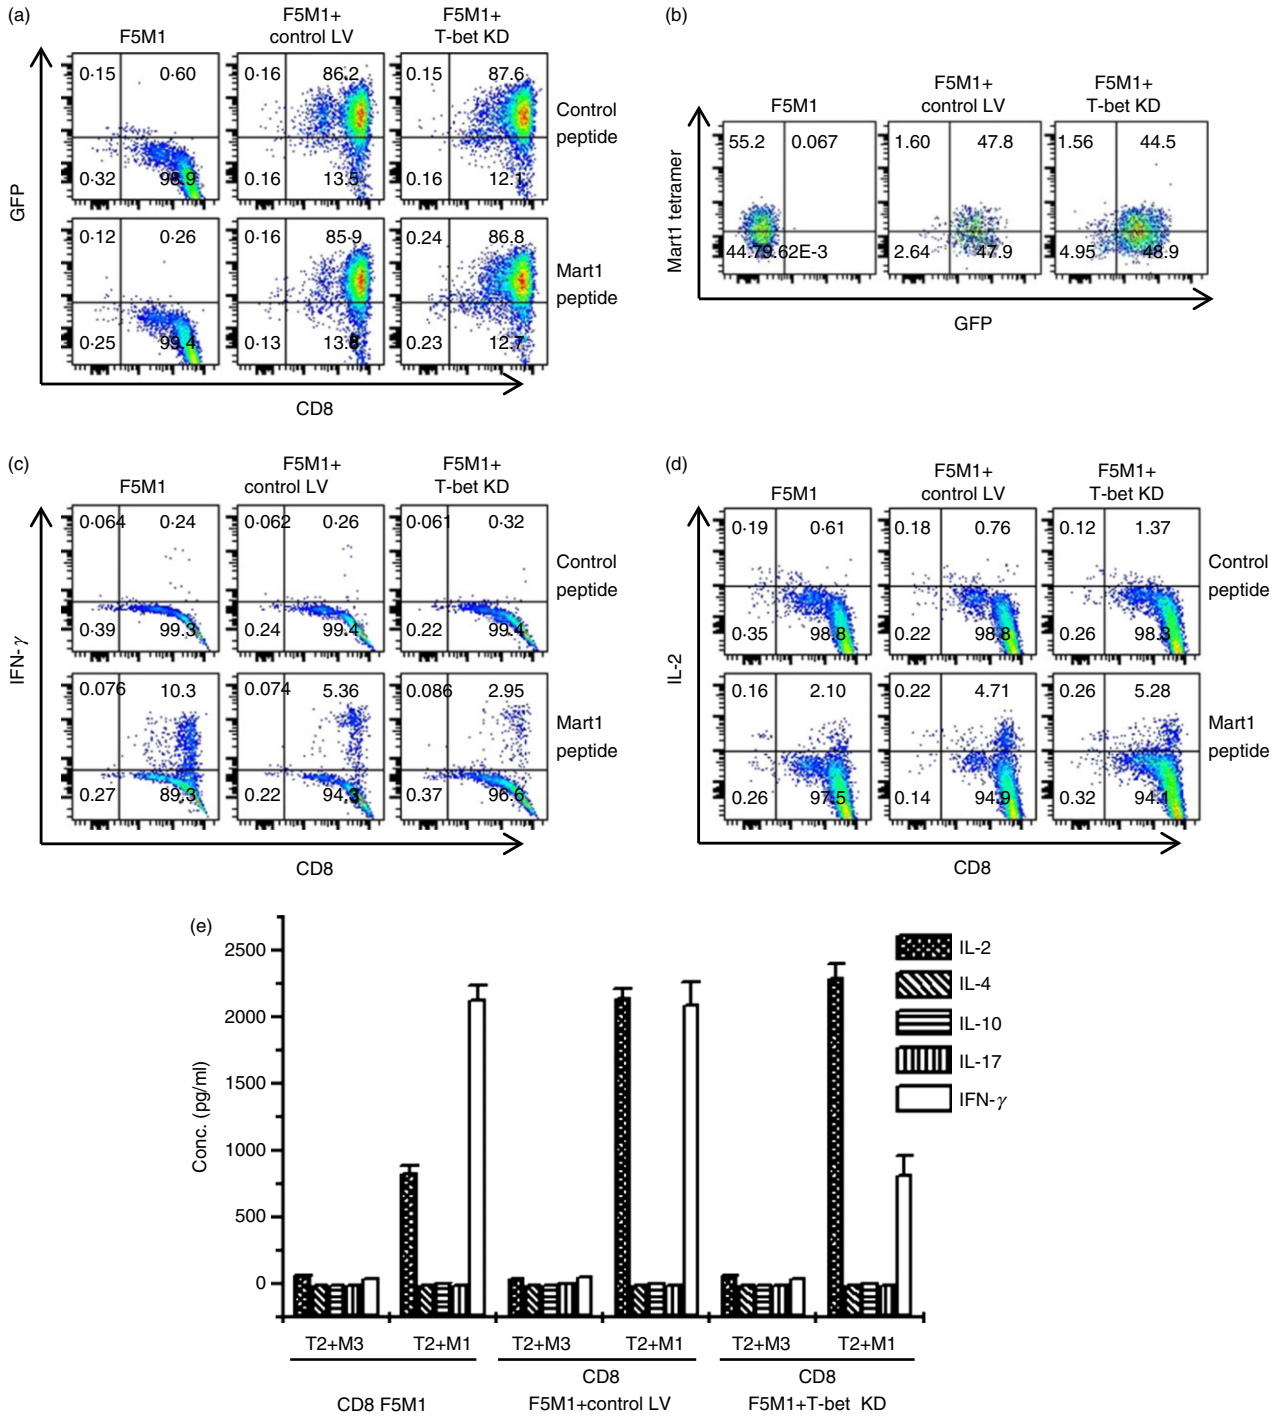 (a)
F5M1
F5M1+
control LV
F5M1+
T-bet KD
0·15 0·60
0·32 98.9
0·16 86.2
0·16 13.5
0·15 87.6
0·16 12.1
Control
peptide
0·12 0·26
0·25 99.4
0·16 85·9
0·13 13.8
0·24 86.8
0·23 12.7
Mart1
peptide
GFP
CD8
(b)
F5M1
F5M1+
control LV
F5M1+
T-bet KD
55.2 0.067
44.79.62E-3
1.60 47.8
2.64 47.9
1.56 44.5
4.95 48.9
Mart1 tetramer
GFP
(c)
F5M1
F5M1+
control LV
F5M1+
T-bet KD
0·064 0·24
0·39 99.3
0·062 0·26
0.24 99.4
0·061 0·32
0.22 99.4
Control
peptide
0.076 10.3
0.27 89.3
0.074 5.36
0.22 94.3
0.086 2.95
0.37 96.6
Mart1
peptide
IFN-γ
CD8
(d)
F5M1
F5M1+
control LV
F5M1+
T-bet KD
0·19 0·61
0·35 98.8
0.18 0.76
0.22 98.8
0.12 1.37
0.26 98.3
Control
peptide
0.16 2.10
0.26 97.5
0.22 4.71
0.14 94.9
0.26 5.28
0.32 94.1
Mart1
peptide
IL-2
CD8
(e)
Conc. (pg/ml)
2500
2000
1500
1000
500
0
IL-2
IL-4
IL-10
IL-17
IFN-γ
T2+M3 T2+M1 T2+M3 T2+M1 T2+M3 T2+M1
CD8 F5M1
CD8
F5M1+control LV
CD8
F5M1+T-bet KD